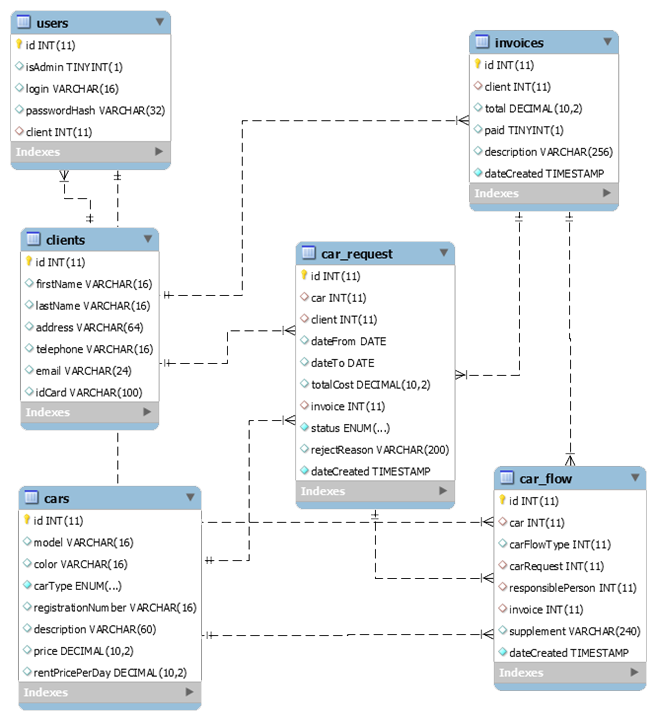 users
id INT(11)
isAdmin TINYINT(1)
login VARCHAR(16)
passwordHash VARCHAR(32)
client INT(11)
Indexes
invoices
id INT(11)
client INT(11)
total DECIMAL(10,2)
paid TINYINT(1)
description VARCHAR(256)
dateCreated TIMESTAMP
Indexes
clients
id INT(11)
firstName VARCHAR(16)
lastName VARCHAR(16)
address VARCHAR(64)
telephone VARCHAR(16)
email VARCHAR(24)
idCard VARCHAR(100)
Indexes
car_request
id INT(11)
car INT(11)
client INT(11)
dateFrom DATE
dateTo DATE
totalCost DECIMAL(10,2)
invoice INT(11)
status ENUM(...)
rejectReason VARCHAR(200)
dateCreated TIMESTAMP
Indexes
cars
id INT(11)
model VARCHAR(16)
color VARCHAR(16)
carType ENUM(...)
registrationNumber VARCHAR(16)
description VARCHAR(60)
price DECIMAL(10,2)
rentPricePerDay DECIMAL(10,2)
Indexes
car_flow
id INT(11)
car INT(11)
carFlowType INT(11)
carRequest INT(11)
responsiblePerson INT(11)
invoice INT(11)
supplement VARCHAR(240)
dateCreated TIMESTAMP
Indexes